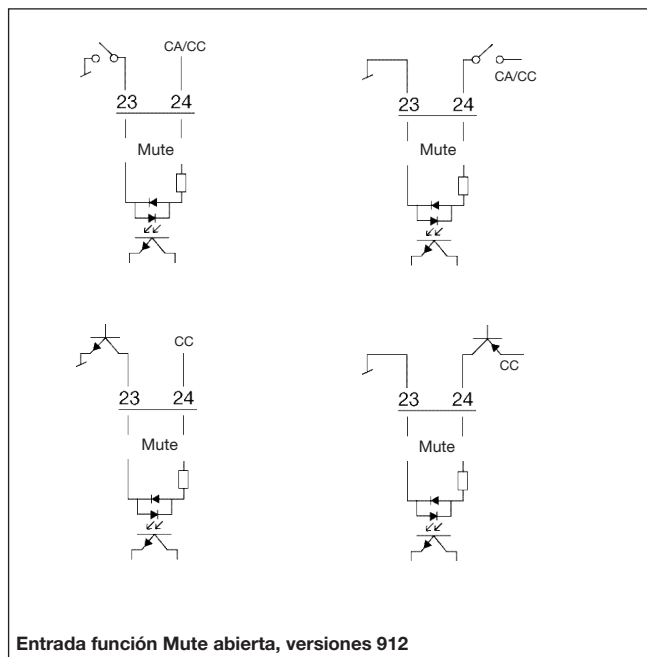 CA/CC
23 24
Mute
CA/CC
23 24
Mute
CC
23 24
Mute
CC
23 24
Mute
Entrada función Mute abierta, versiones 912